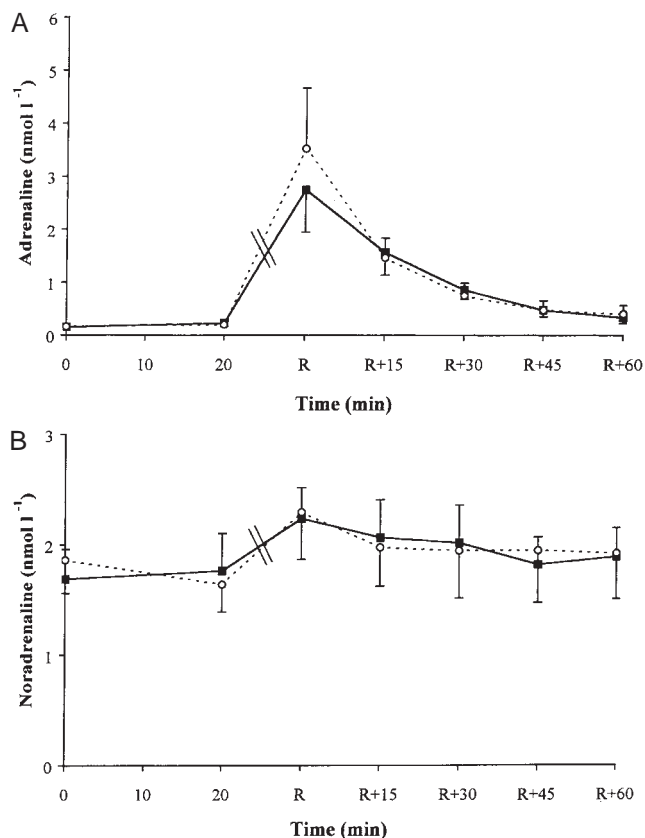 A
6
5
4
3
2
1
0
Adrenaline (nmol l⁻¹)
0 10 20 R R+15 R+30 R+45 R+60
Time (min)
B
3
2
1
0
Noradrenaline (nmol l⁻¹)
0 10 20 R R+15 R+30 R+45 R+60
Time (min)